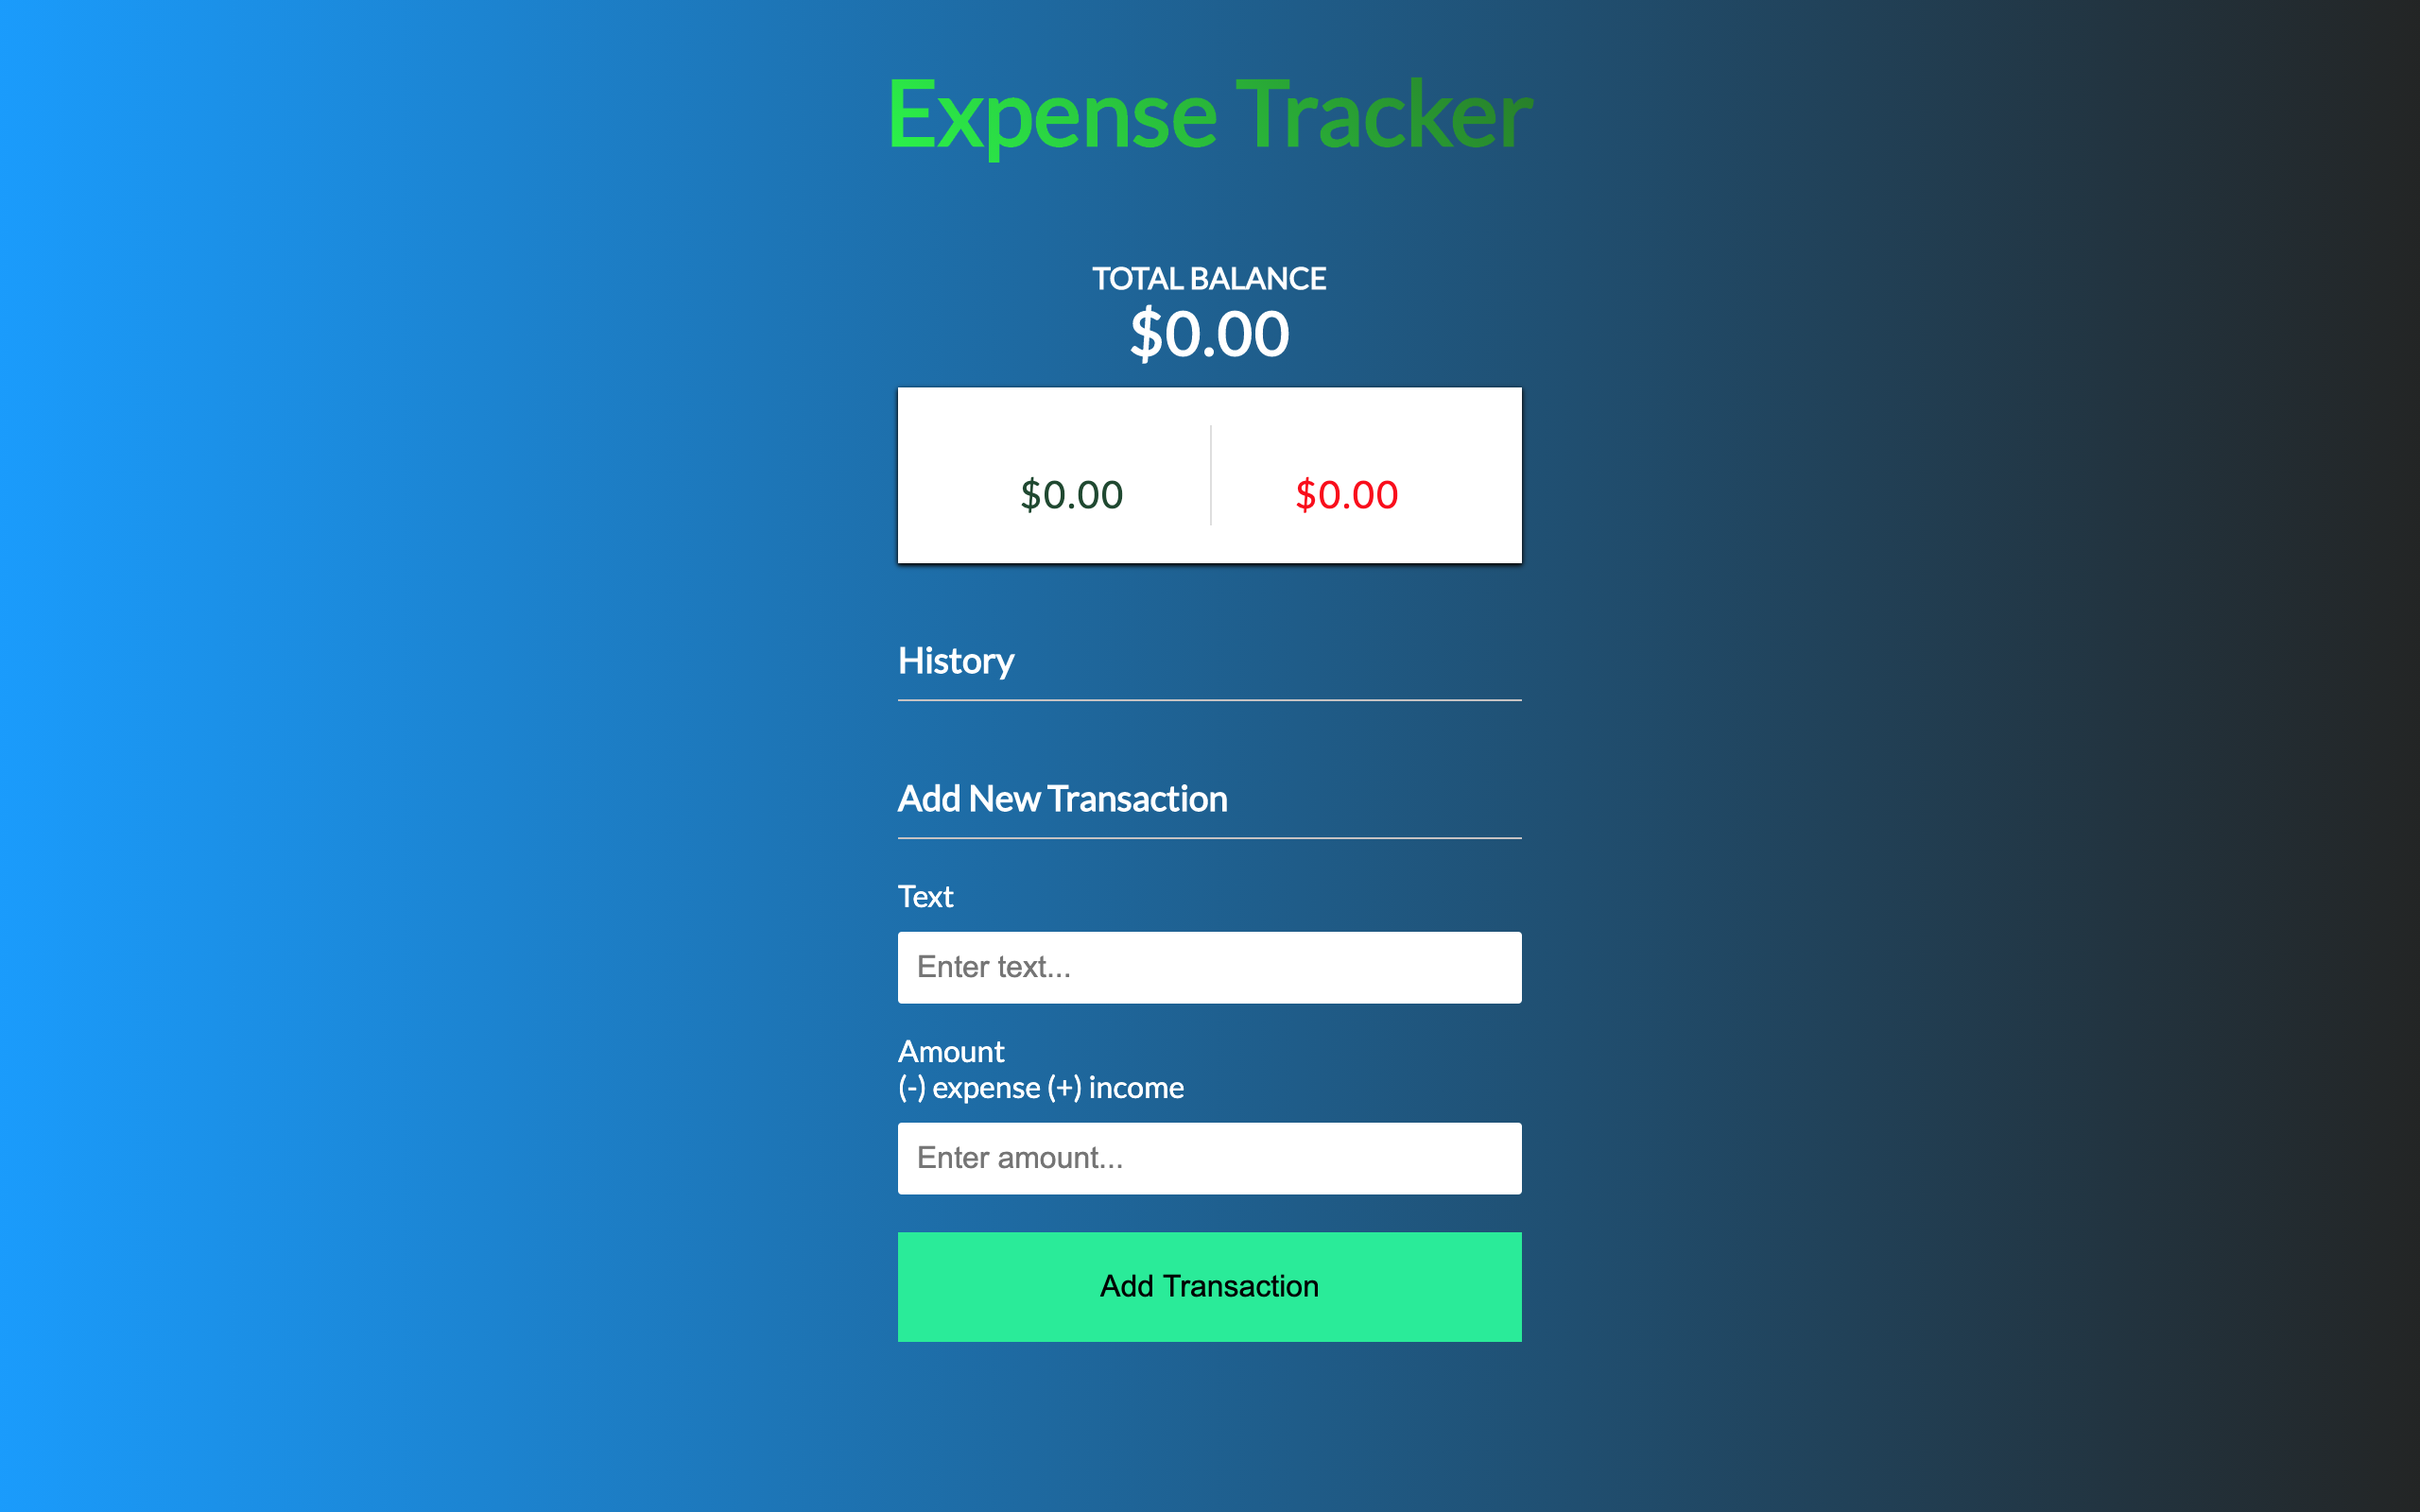 Expense Tracker
TOTAL BALANCE
$0.00
$0.00 $0.00
History
Add New Transaction
Text
Enter text...
Amount
(-) expense (+) income
Enter amount...
Add Transaction